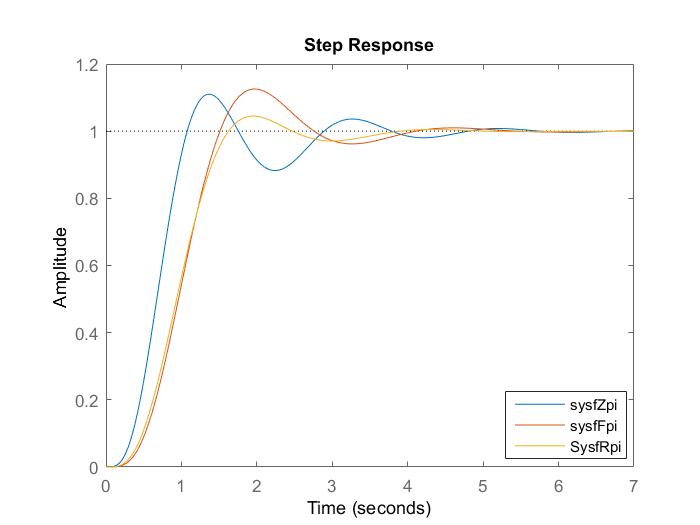 Step Response
1.2
1
0.8
0.6
0.4
0.2
0
Amplitude
0 1 2 3 4 5 6 7
Time (seconds)
sysfZpi
sysfFpi
SysfRpi